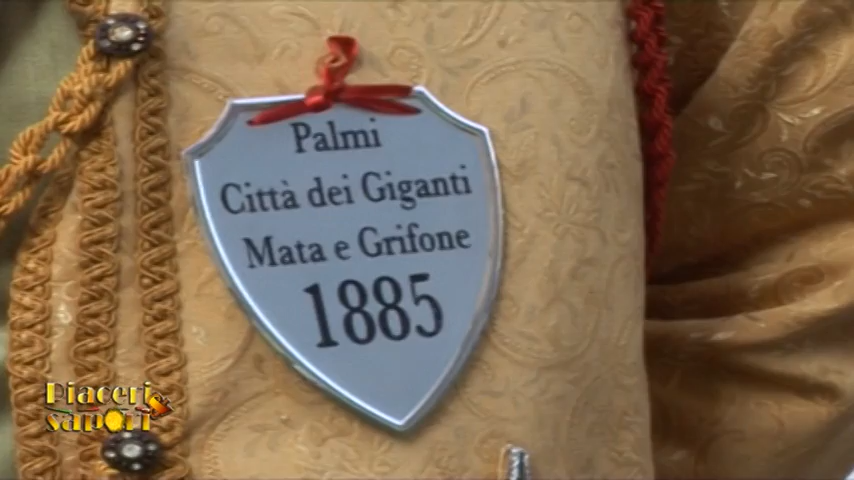 Palmi
Città dei Giganti
Mata e Grifone
1885
Piaceri
sapori